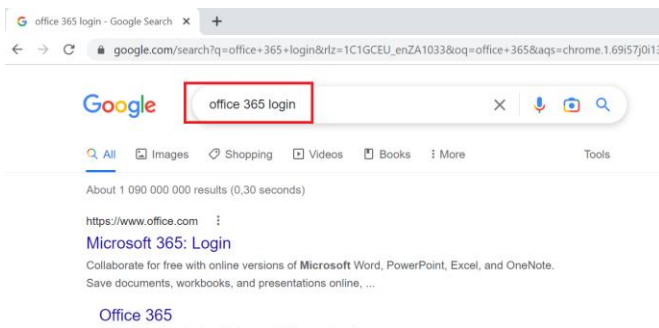 office 365 login - Google Search
google.com/search?q=office+365+login&rlz=1C1GCEU_enZA1033&oq=office+365&aqs=chrome.1.69i57j0i13
Google office 365 login
All Images Shopping Videos Books More Tools
About 1 090 000 000 results (0,30 seconds)
https://www.office.com
Microsoft 365: Login
Collaborate for free with online versions of Microsoft Word, PowerPoint, Excel, and OneNote.
Save documents, workbooks, and presentations online, ...
Office 365